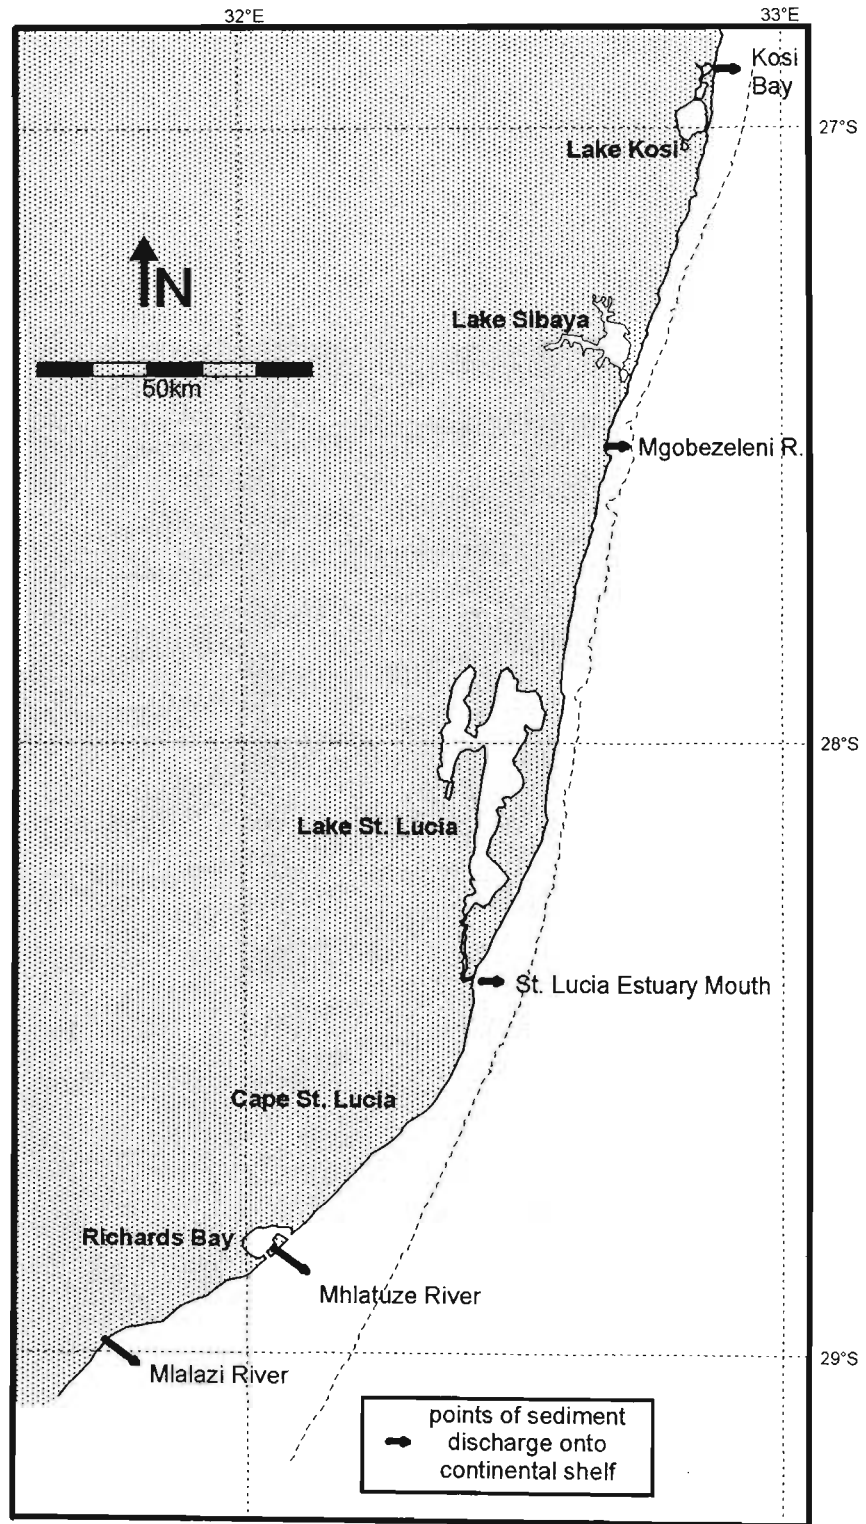 32°E
33°E
Kosi
Bay
27°S
Lake Kosi
N
Lake Sibaya
50km
Mgobezeleni R.
28°S
Lake St. Lucia
St. Lucia Estuary Mouth
Cape St. Lucia
Richards Bay
Mhlatuze River
29°S
Mlalazi River
points of sediment
discharge onto
continental shelf